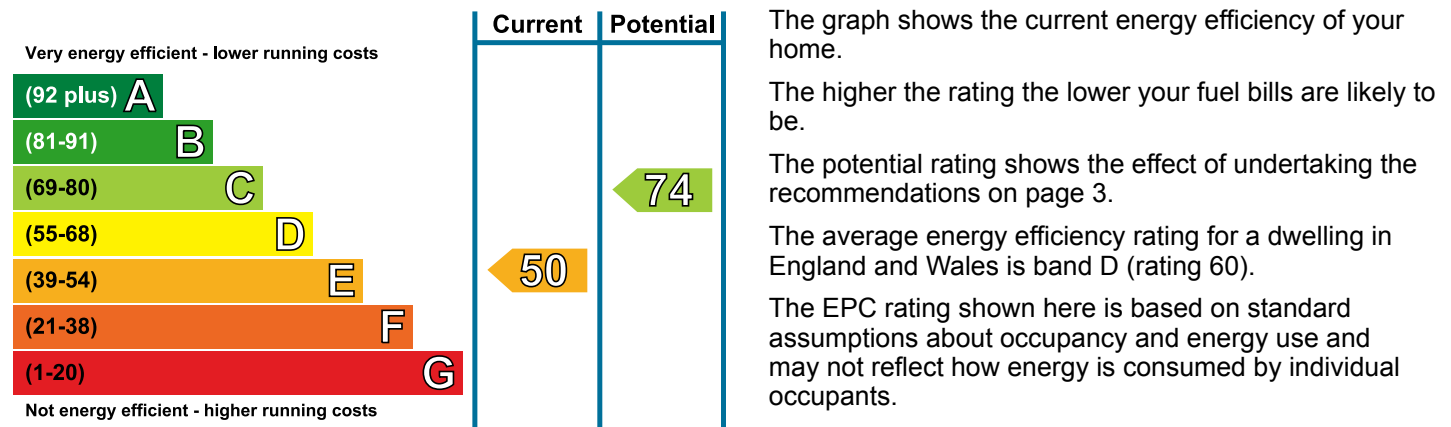 Current Potential
Very energy efficient - lower running costs
(92 plus) A
(81-91) B
(69-80) C
(55-68) D
(39-54) E
(21-38) F
(1-20) G
Not energy efficient - higher running costs
50
74
The graph shows the current energy efficiency of your
home.
The higher the rating the lower your fuel bills are likely to
be.
The potential rating shows the effect of undertaking the
recommendations on page 3.
The average energy efficiency rating for a dwelling in
England and Wales is band D (rating 60).
The EPC rating shown here is based on standard
assumptions about occupancy and energy use and
may not reflect how energy is consumed by individual
occupants.